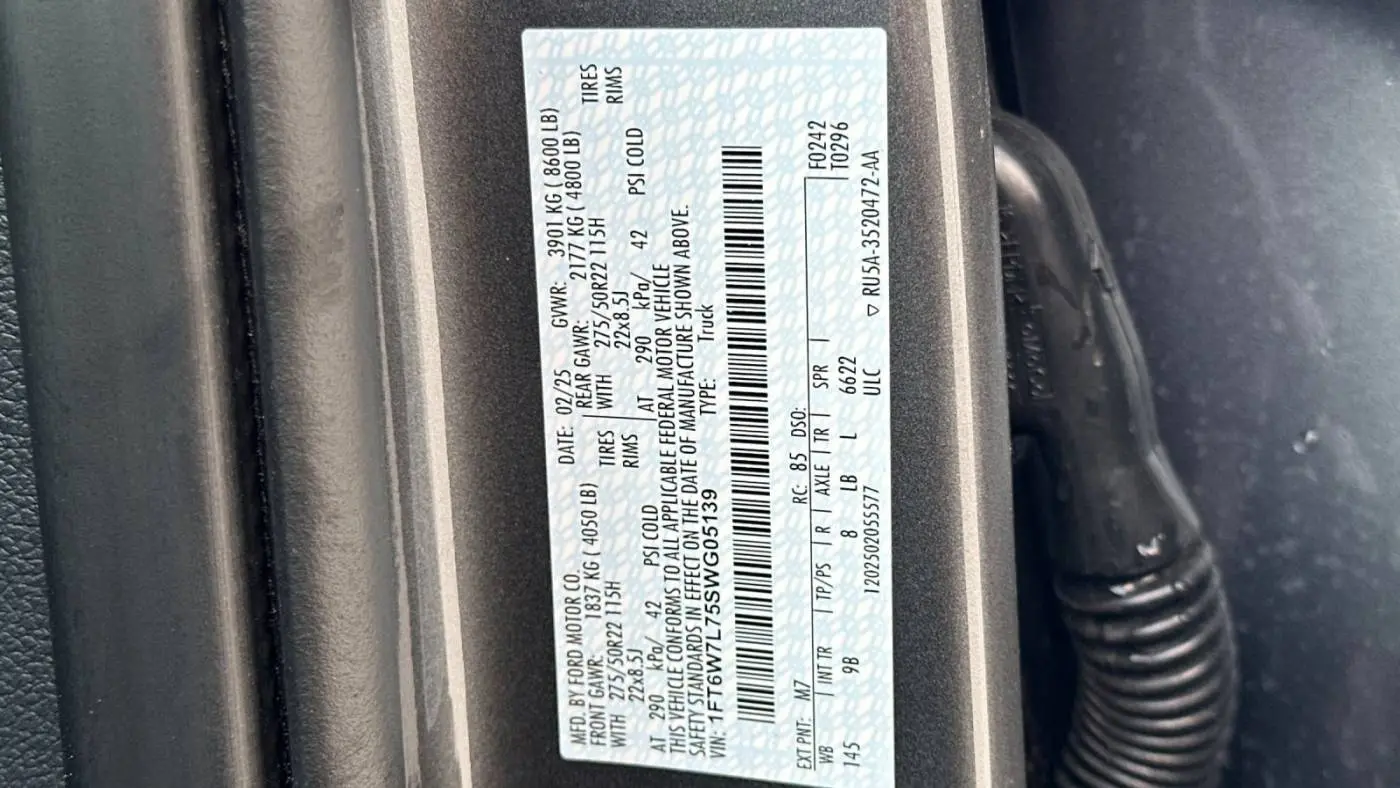 MFD. BY FORD MOTOR CO. DATE: 02/25 GVWR: 3901 KG ( 8600 LB)
FRONT GAWR: 1837 KG ( 4050 LB) REAR GAWR: 2177 KG ( 4800 LB)
WITH 275/50R22 115H TIRES WITH 275/50R22 115H TIRES
22x8.5J RIMS 22x8.5J RIMS
AT 290 kPa/ 42 PSI COLD AT 290 kPa/ 42 PSI COLD
THIS VEHICLE CONFORMS TO ALL APPLICABLE FEDERAL MOTOR VEHICLE
SAFETY STANDARDS IN EFFECT ON THE DATE OF MANUFACTURE SHOWN ABOVE.
VIN: 1FT6W7L75SWG05139 TYPE: Truck
EXT PNT: M7 RC: 85 DSO: F0242
WB | INT TR | TP/PS | R | AXLE | TR | SPR | T0296
145 9B 8 LB L 6622
1202502055577 ULC ▽ RU5A-3520472-AA